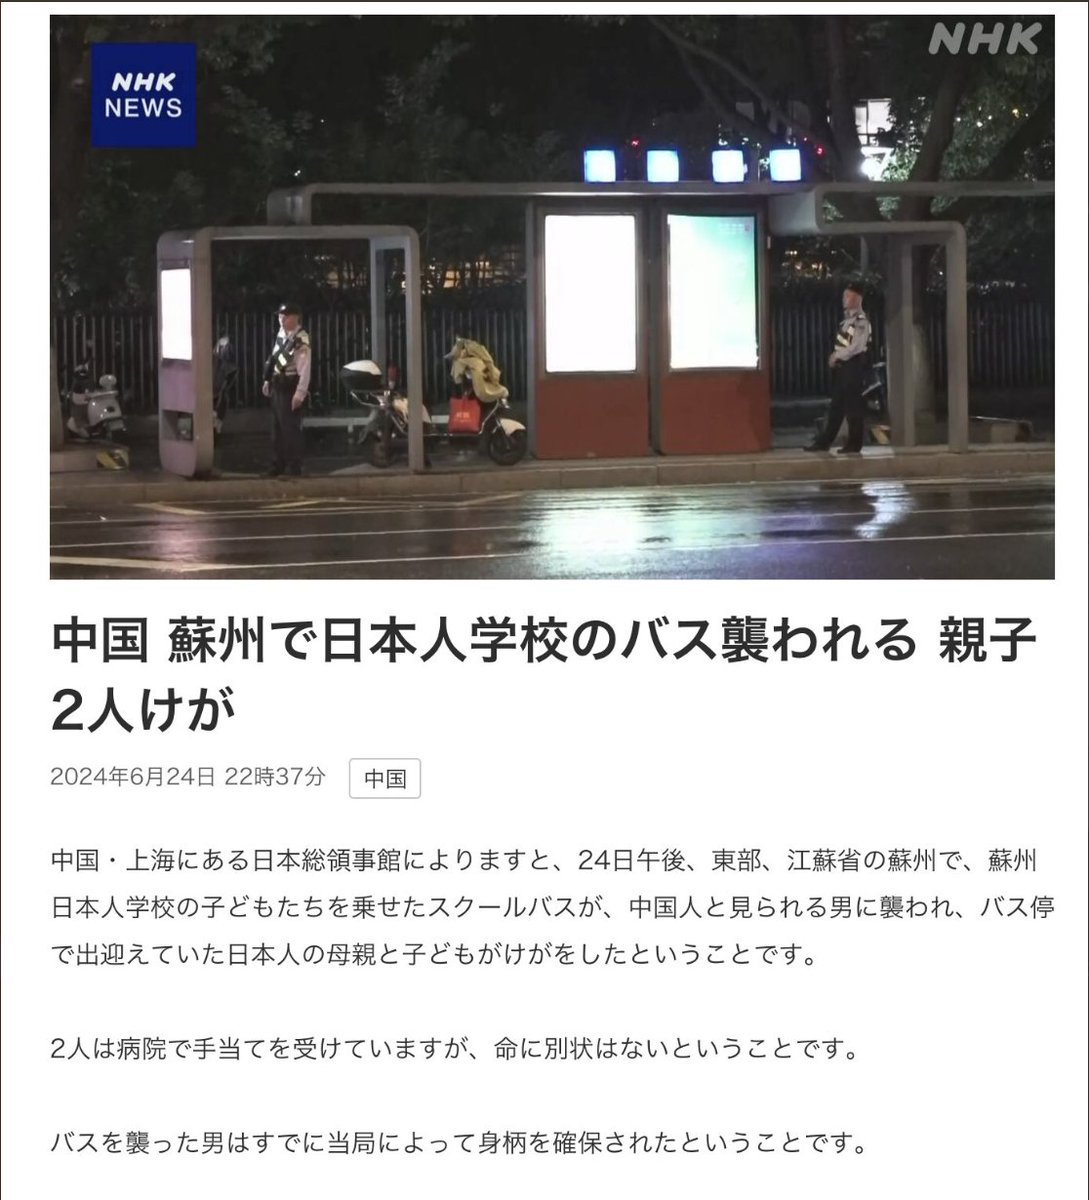 NHK
NHK
NEWS
中国 蘇州で日本人学校のバス襲われる 親子
2人けが
2024年6月24日 22時37分 中国
中国・上海にある日本総領事館によりますと、24日午後、東部、江蘇省の蘇州で、蘇州
日本人学校の子どもたちを乗せたスクールバスが、中国人と見られる男に襲われ、バス停
で出迎えていた日本人の母親と子どもがけがをしたということです。
2人は病院で手当てを受けていますが、命に別状はないということです。
バスを襲った男はすでに当局によって身柄を確保されたということです。